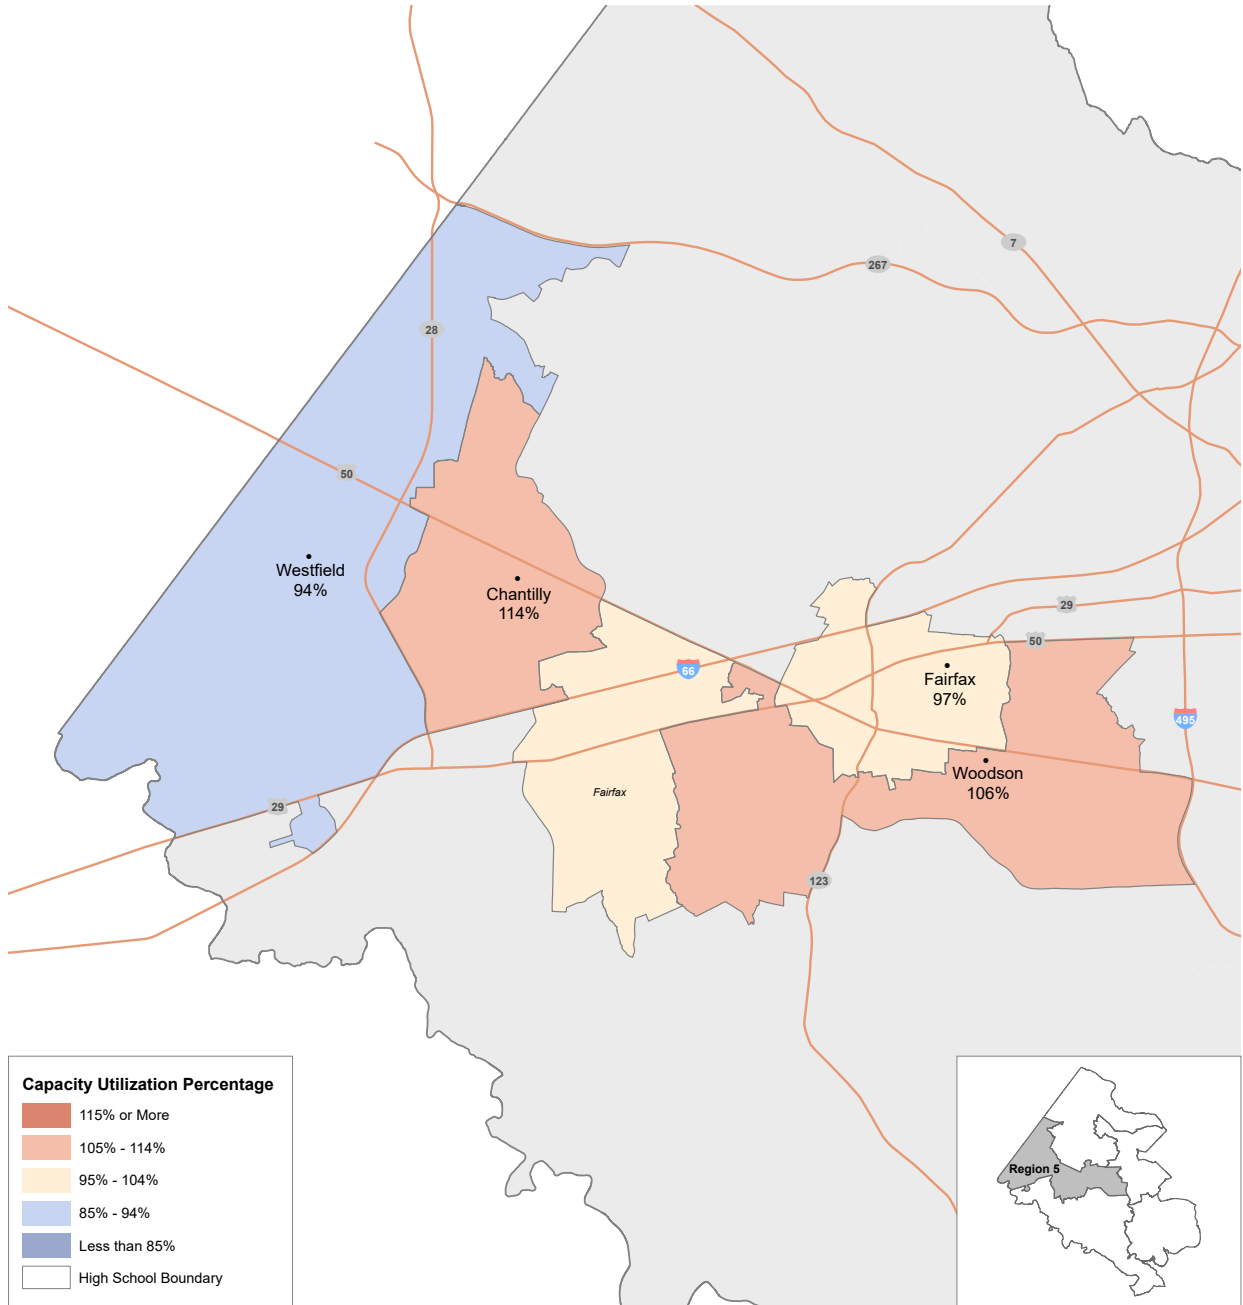 7
267
28
50
Westfield
94%
Chantilly
114%
29
50
66
Fairfax
97%
495
Woodson
106%
Fairfax
29
123
Capacity Utilization Percentage
115% or More
105% - 114%
95% - 104%
85% - 94%
Less than 85%
High School Boundary
Region 5